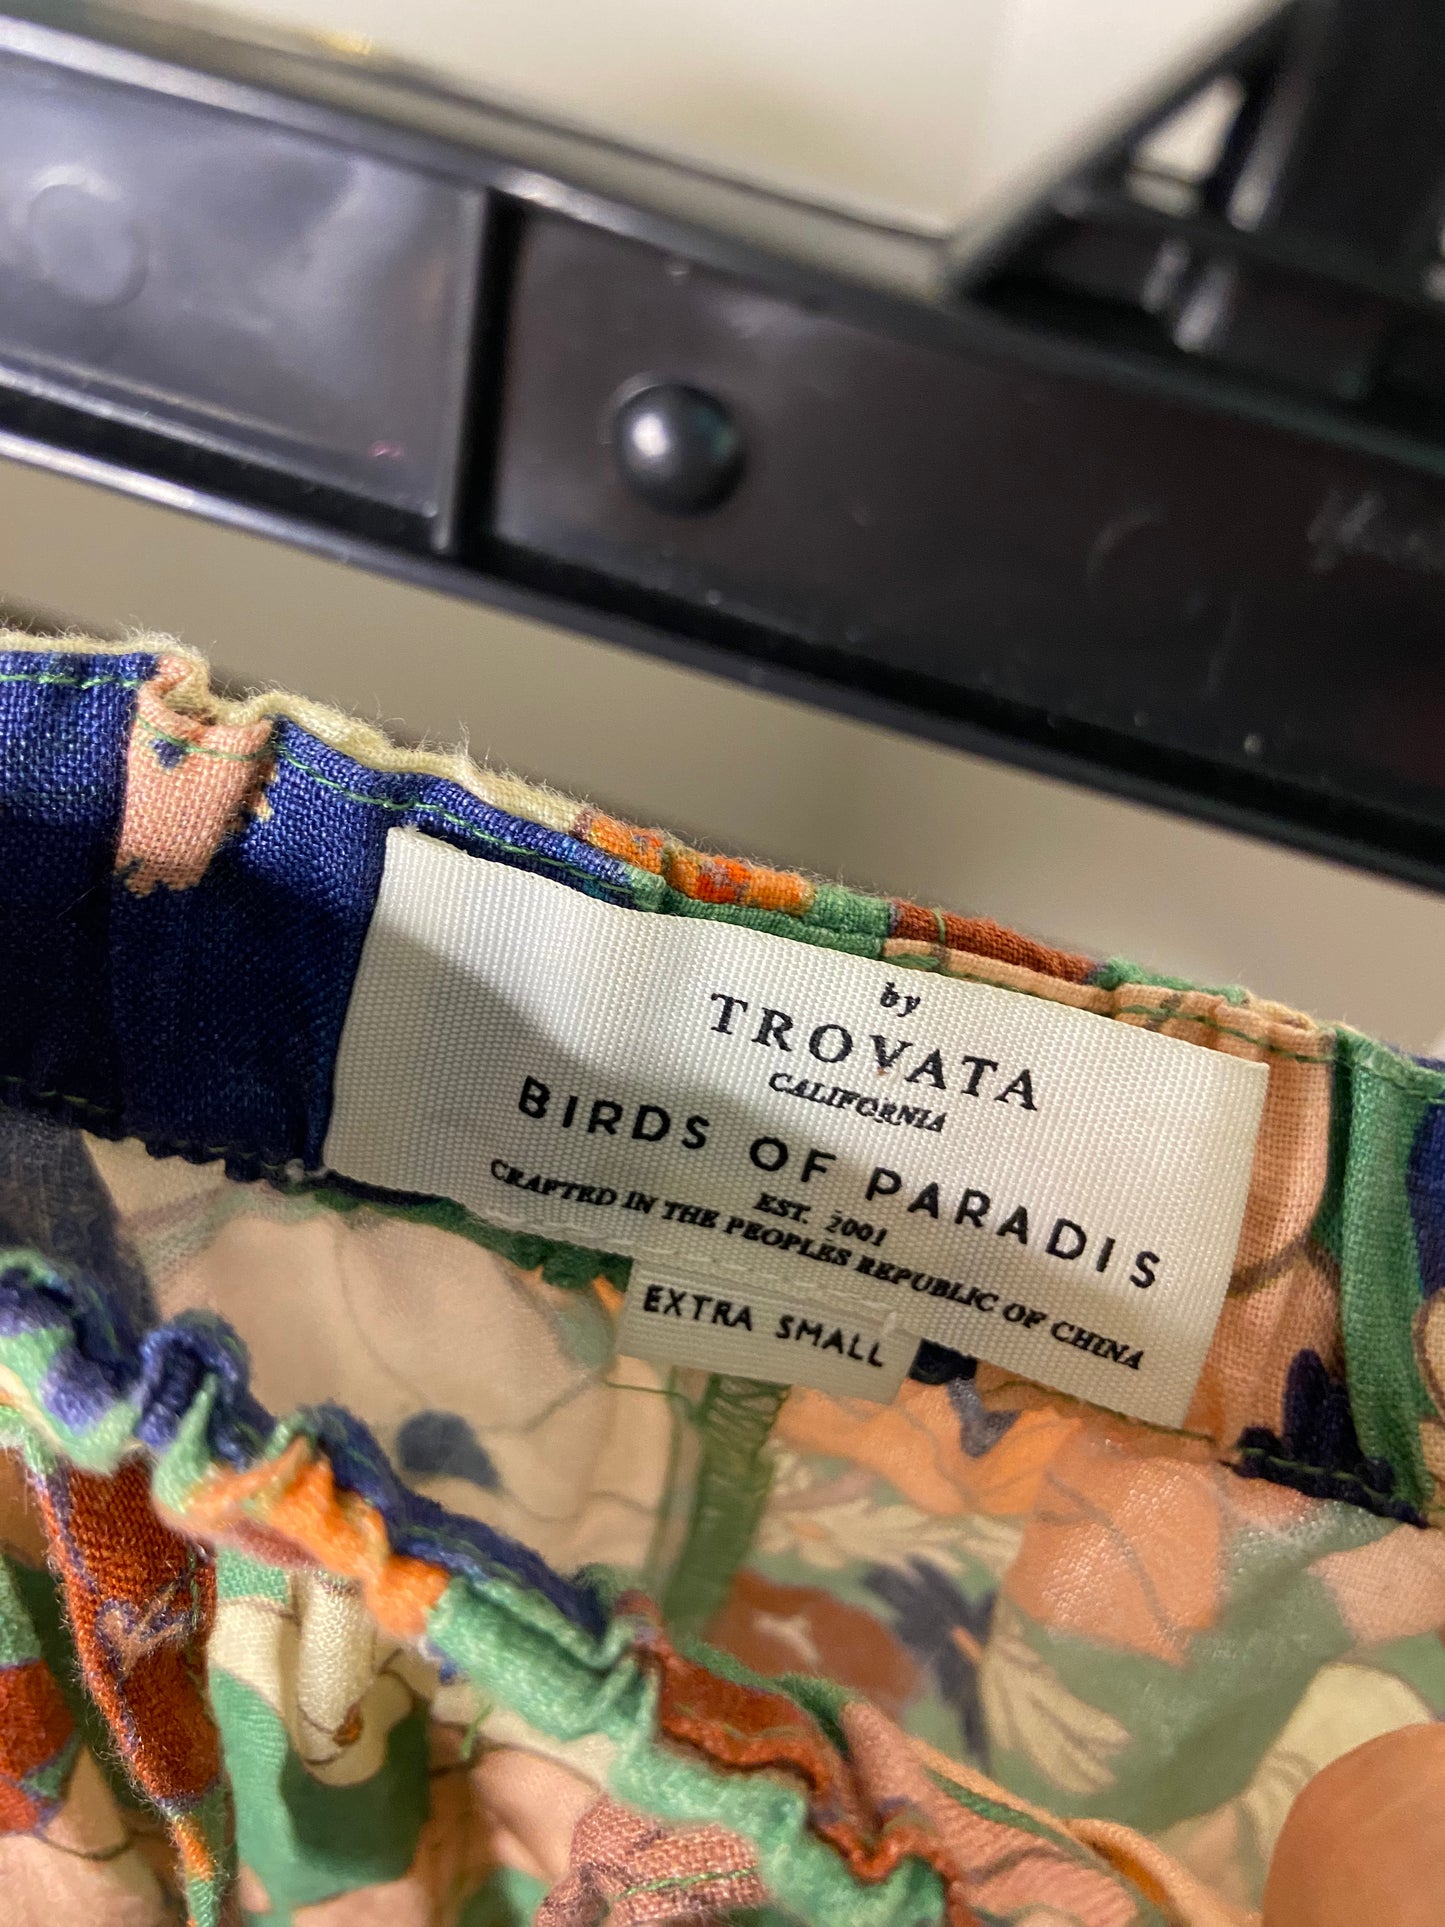 by
TROVATA
CALIFORNIA
BIRDS OF PARADIS
EST. 2001
CRAFTED IN THE PEOPLES REPUBLIC OF CHINA
EXTRA SMALL